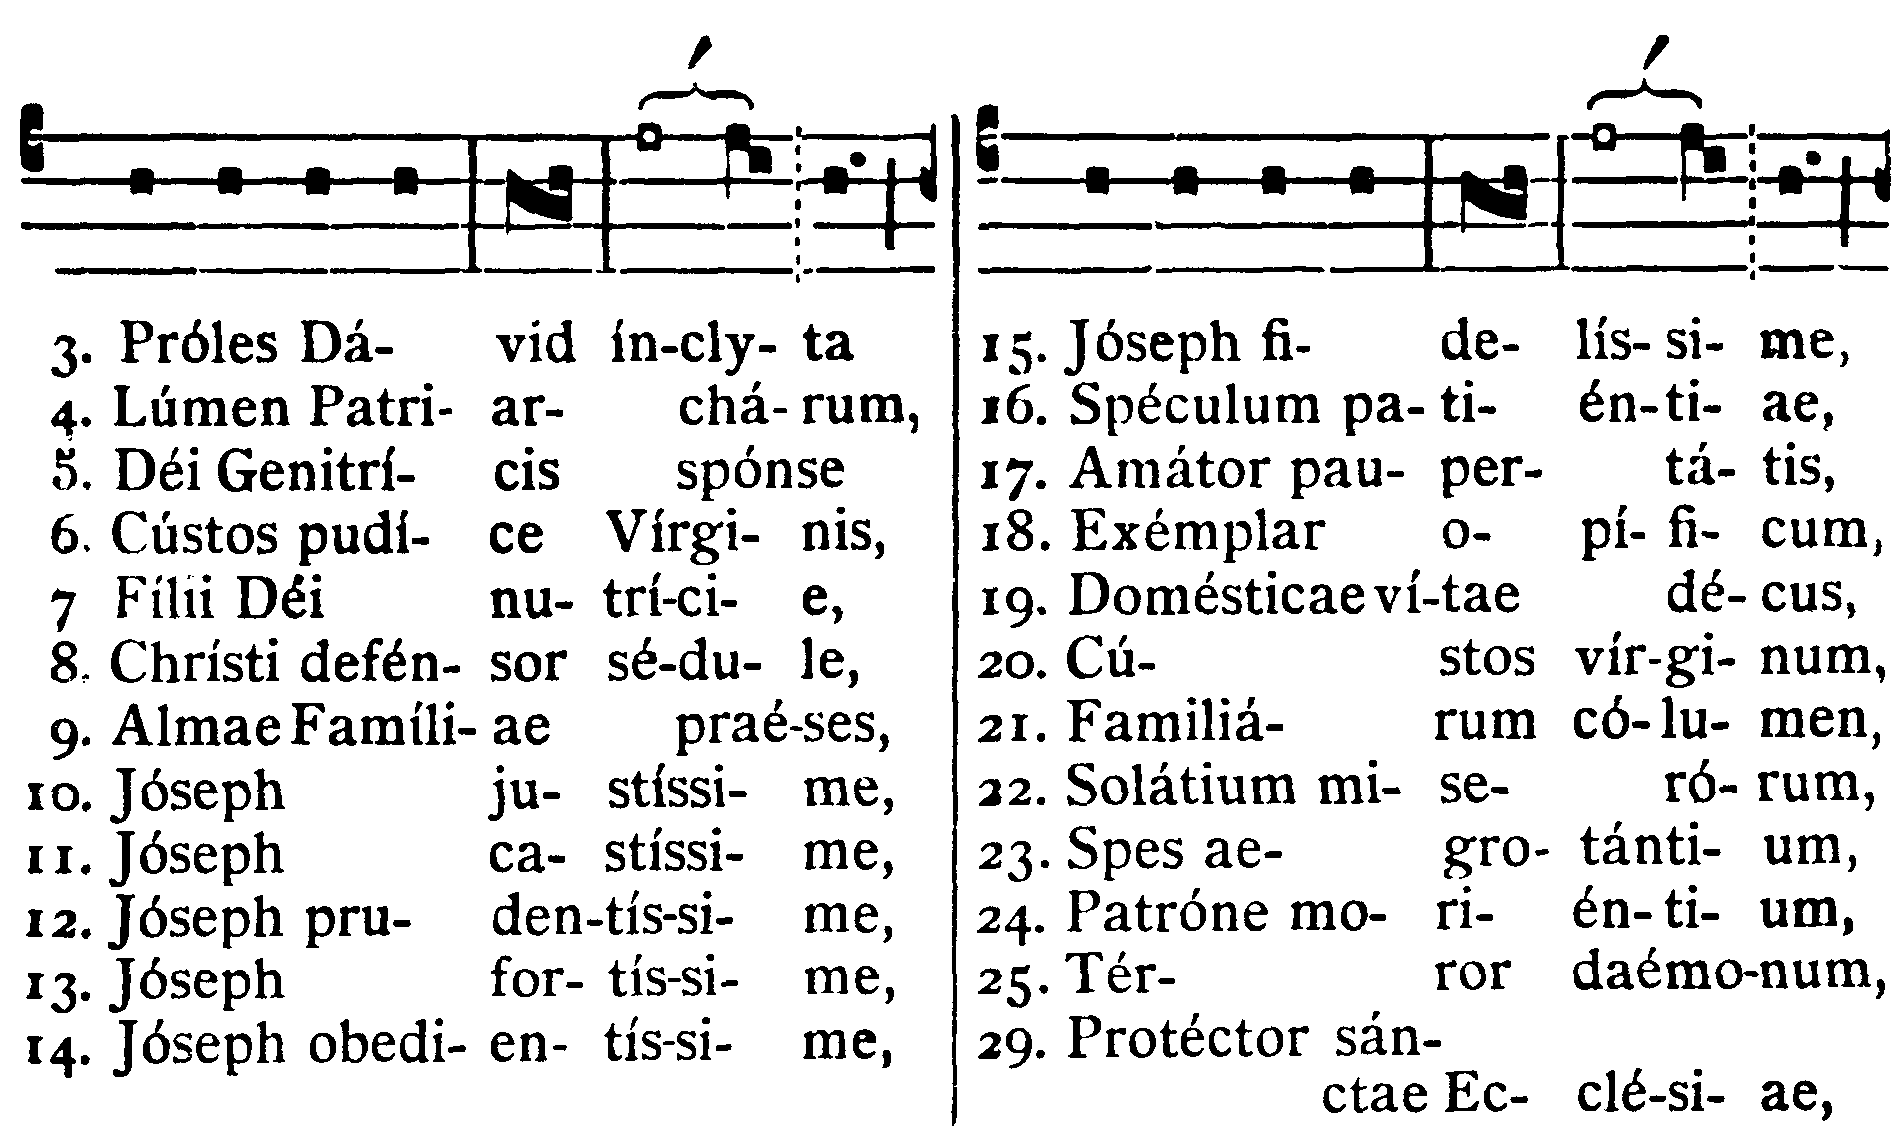 3. Próles Dá- vid ín-cly- ta
4. Lúmen Patri- ar- chá- rum,
5. Déi Genitrí- cis spónse
6. Cústos pudí- ce Vírgi- nis,
7 Fílii Déi nu- trí-ci- e,
8. Chrísti defén- sor sé-du- le,
9. Almae Famíli- ae praé-ses,
10. Jóseph ju- stíssi- me,
11. Jóseph ca- stíssi- me,
12. Jóseph pru- den-tís-si- me,
13. Jóseph for- tís-si- me,
14. Jóseph obedi- en- tís-si- me,
15. Jóseph fi- de- lís- si- me,
16. Spéculum pa- ti- én-ti- ae,
17. Amátor pau- per- tá- tis,
18. Exémplar o- pí- fi- cum,
19. Domésticae ví-tae dé- cus,
20. Cú- stos vír-gi- num,
21. Familiá- rum có- lu- men,
22. Solátium mi- se- ró- rum,
23. Spes ae- gro- tánti- um,
24. Patróne mo- ri- én- ti- um,
25. Tér- ror daémo-num,
29. Protéctor sán-
ctae Ec- clé-si- ae,